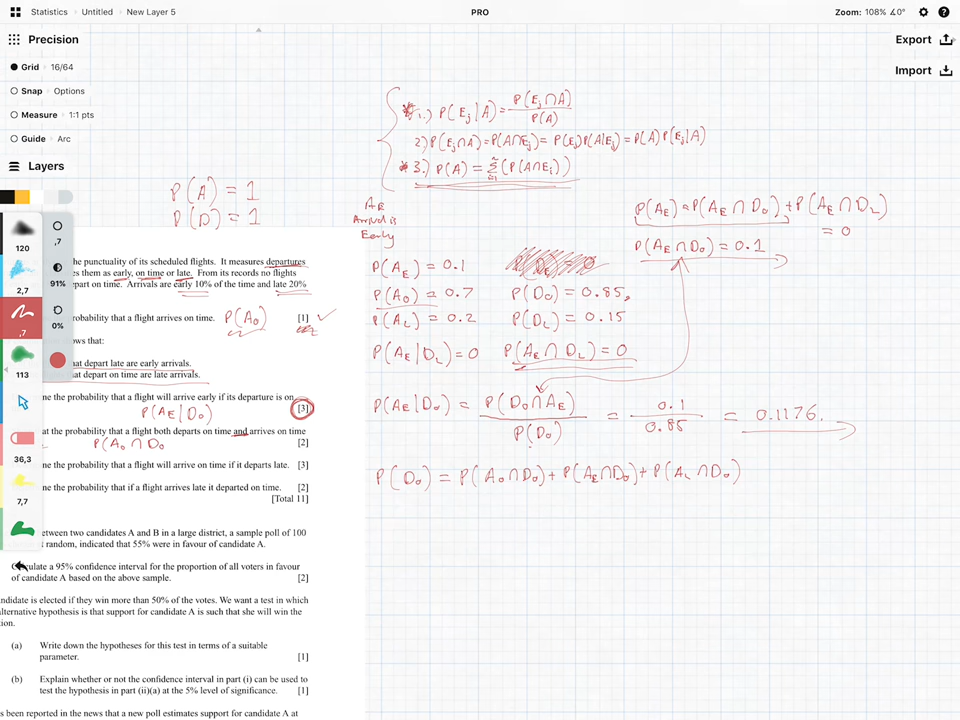 Statistics Untitled New Layer 5
PRO
Zoom: 108% ∡0°
Precision
Grid 16/64
Snap Options
Measure 1:1 pts
Guide Arc
Layers
Export
Import
120
2,7
,7
113
36,3
7,7
,7
91%
0%
,7
P(A) = 1
P(D) = 1
1.) P(Ej|A) = P(Ej∩A) / P(A)
2) P(Ej∩A) = P(A∩Ej) = P(Ej)P(A|Ej) = P(A)P(Ej|A)
3.) P(A) = Σ(P(A∩Ei))
AE
Arrival is
Early
P(AE) = P(AE∩DO) + P(AE∩DL)
= 0
P(AE∩DO) = 0.1
P(AE) = 0.1
P(AO) = 0.7 P(DO) = 0.85,
P(AL) = 0.2 P(DL) = 0.15
P(AE|DL) = 0 P(AE∩DL) = 0
P(AE|DO) = P(DO∩AE) / P(DO) = 0.1 / 0.85 = 0.1176.
P(DO) = P(AO∩DO) + P(AE∩DO) + P(AL∩DO)
the punctuality of its scheduled flights. It measures departures
es them as early, on time or late. From its records no flights
epart on time. Arrivals are early 10% of the time and late 20%
robability that a flight arrives on time. P(AO) [1]
ows that:
hat depart late are early arrivals.
that depart on time are late arrivals.
ne the probability that a flight will arrive early if its departure is on
P(AE|DO) [3]
at the probability that a flight both departs on time and arrives on time
P(AO∩DO [2]
ne the probability that a flight will arrive on time if it departs late. [3]
ne the probability that if a flight arrives late it departed on time. [2]
[Total 11]
etween two candidates A and B in a large district, a sample poll of 100
t random, indicated that 55% were in favour of candidate A.
Calculate a 95% confidence interval for the proportion of all voters in favour
of candidate A based on the above sample. [2]
ndidate is elected if they win more than 50% of the votes. We want a test in which
alternative hypothesis is that support for candidate A is such that she will win the
tion.
(a) Write down the hypotheses for this test in terms of a suitable
parameter. [1]
(b) Explain whether or not the confidence interval in part (i) can be used to
test the hypothesis in part (ii)(a) at the 5% level of significance. [1]
s been reported in the news that a new poll estimates support for candidate A at